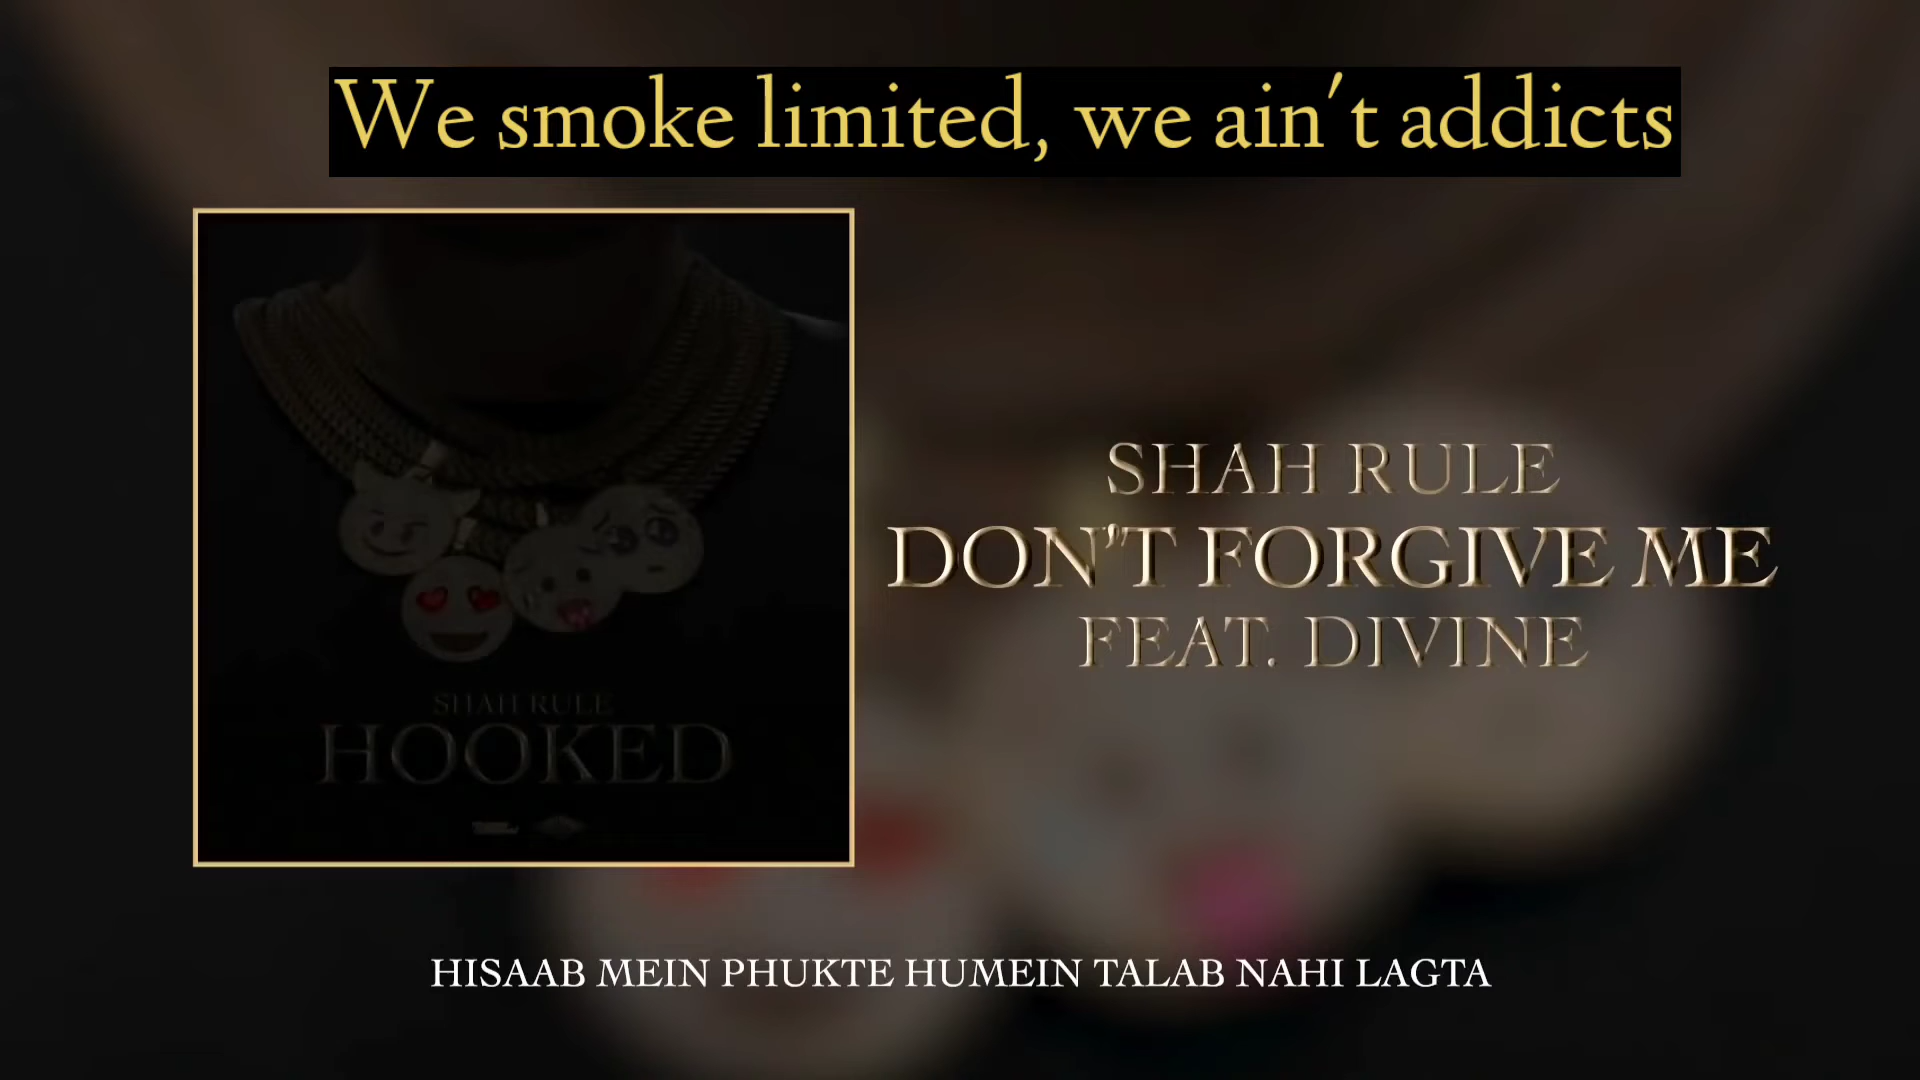 We smoke limited, we ain't addicts
SHAH RULE
HOOKED
SHAH RULE
DON'T FORGIVE ME
FEAT. DIVINE
HISAAB MEIN PHUKTE HUMEIN TALAB NAHI LAGTA